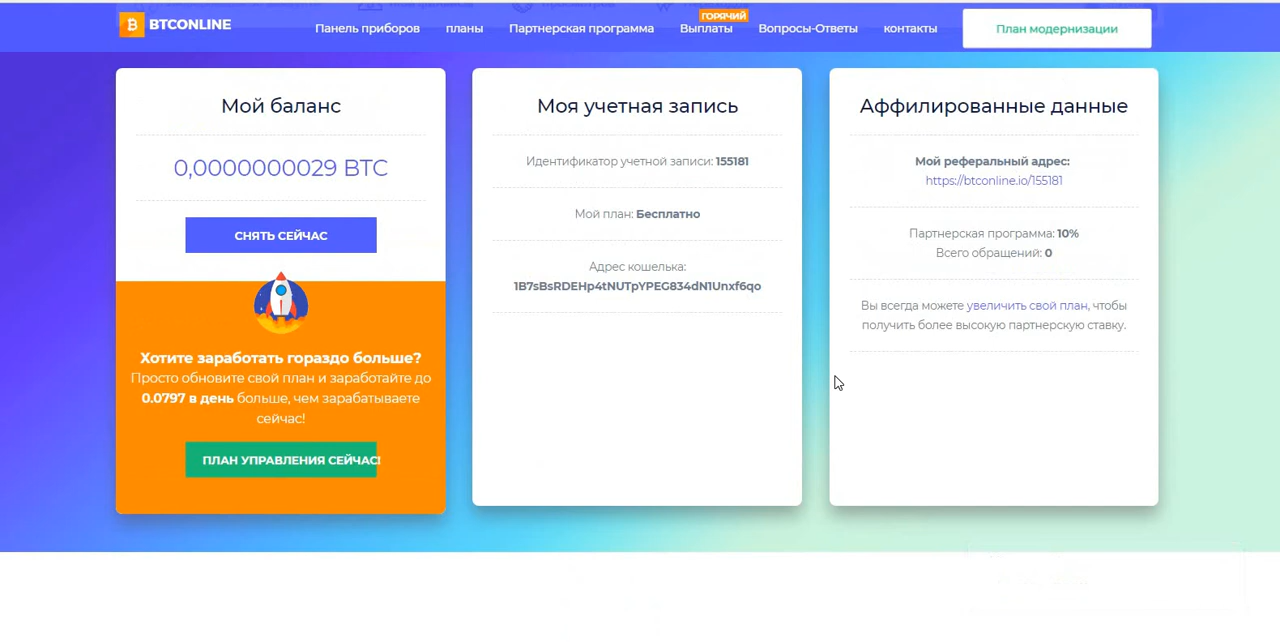 BTCONLINE
Панель приборов
планы
Партнерская программа
ГОРЯЧИЙ
Выплаты
Вопросы-Ответы
контакты
План модернизации
Мой баланс
0,0000000029 BTC
СНЯТЬ СЕЙЧАС
Хотите заработать гораздо больше?
Просто обновите свой план и заработайте до
0.0797 в день больше, чем зарабатываете
сейчас!
ПЛАН УПРАВЛЕНИЯ СЕЙЧАС!
Моя учетная запись
Идентификатор учетной записи: 155181
Мой план: Бесплатно
Адрес кошелька:
1B7sBsRDEHp4tNUTpYPEG834dN1Unxf6qo
Аффилированные данные
Мой реферальный адрес:
https://btconline.io/155181
Партнерская программа: 10%
Всего обращений: 0
Вы всегда можете увеличить свой план, чтобы
получить более высокую партнерскую ставку.